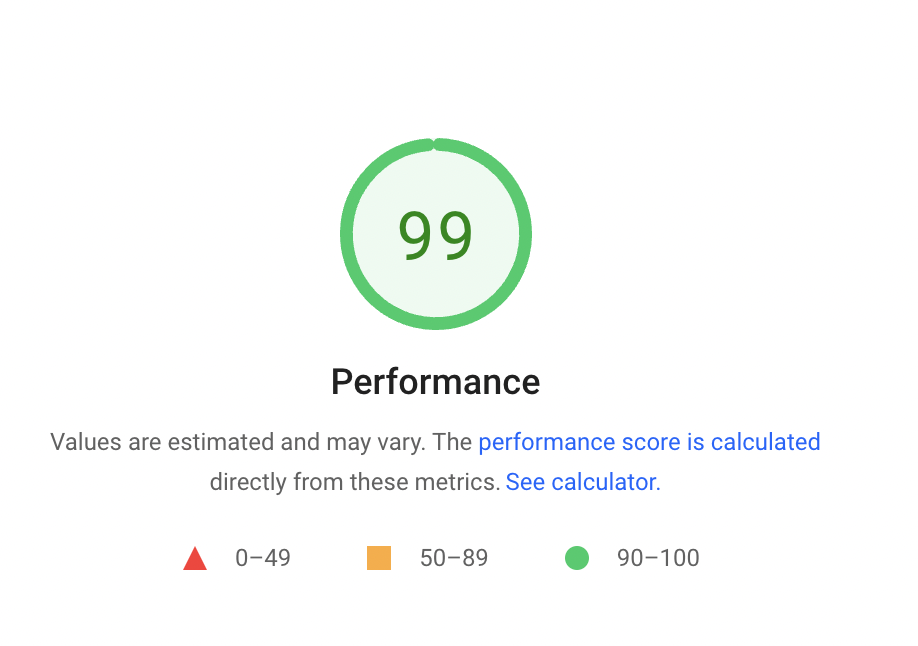 99
Performance
Values are estimated and may vary. The performance score is calculated
directly from these metrics. See calculator.
0–49 50–89 90–100